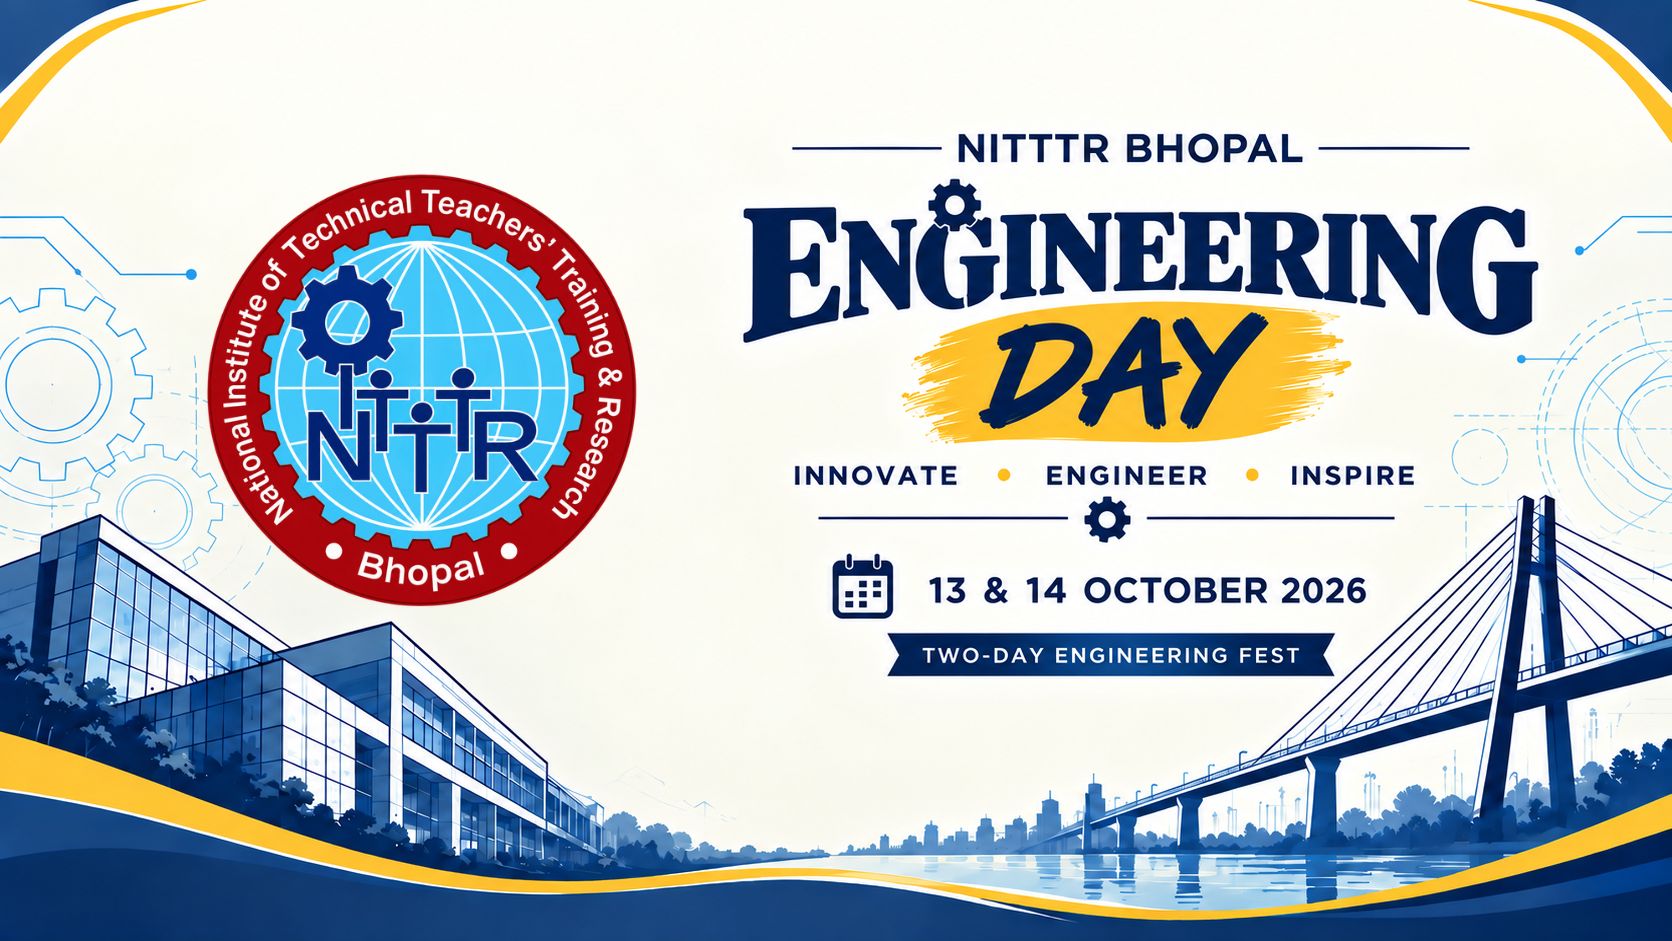 National Institute of Technical Teachers' Training & Research
NITTTR
• Bhopal •
NITTTR BHOPAL
ENGINEERING
DAY
INNOVATE • ENGINEER • INSPIRE
13 & 14 OCTOBER 2026
TWO-DAY ENGINEERING FEST